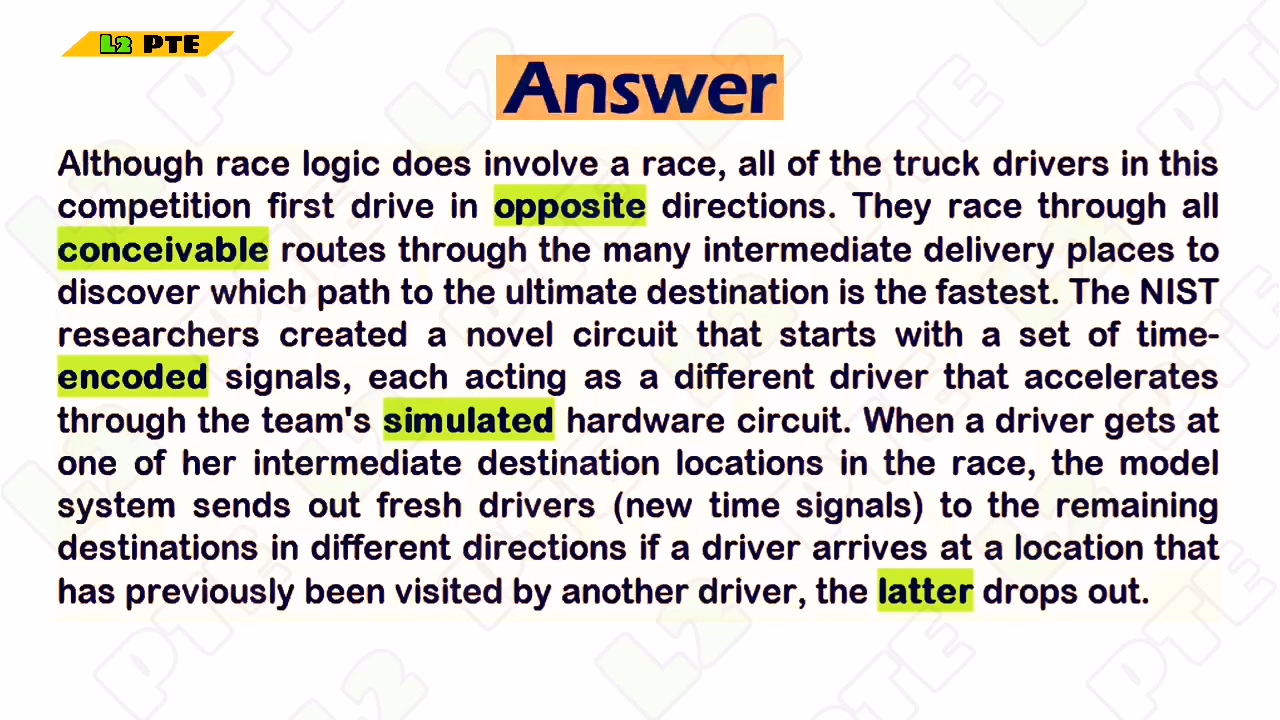 L2 PTE
Answer
Although race logic does involve a race, all of the truck drivers in this
competition first drive in opposite directions. They race through all
conceivable routes through the many intermediate delivery places to
discover which path to the ultimate destination is the fastest. The NIST
researchers created a novel circuit that starts with a set of time-
encoded signals, each acting as a different driver that accelerates
through the team's simulated hardware circuit. When a driver gets at
one of her intermediate destination locations in the race, the model
system sends out fresh drivers (new time signals) to the remaining
destinations in different directions if a driver arrives at a location that
has previously been visited by another driver, the latter drops out.